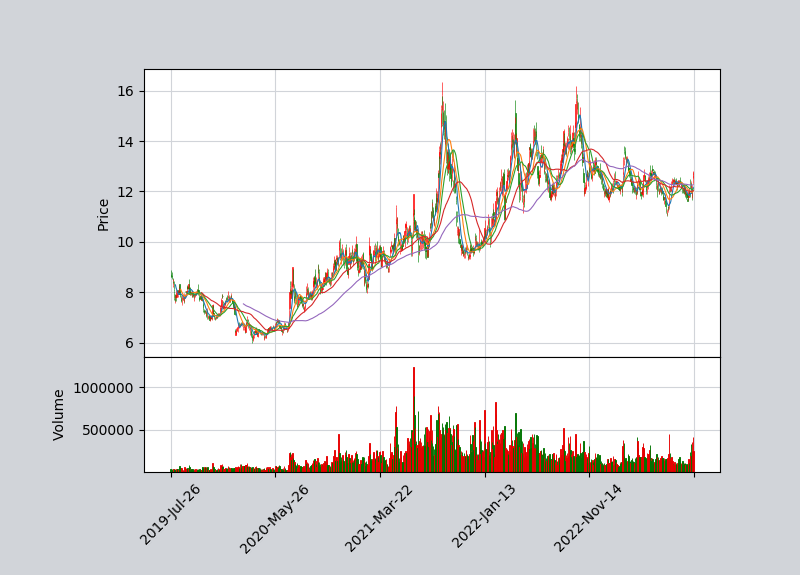 16
14
12
10
8
6
Price
1000000
500000
Volume
2019-Jul-26
2020-May-26
2021-Mar-22
2022-Jan-13
2022-Nov-14